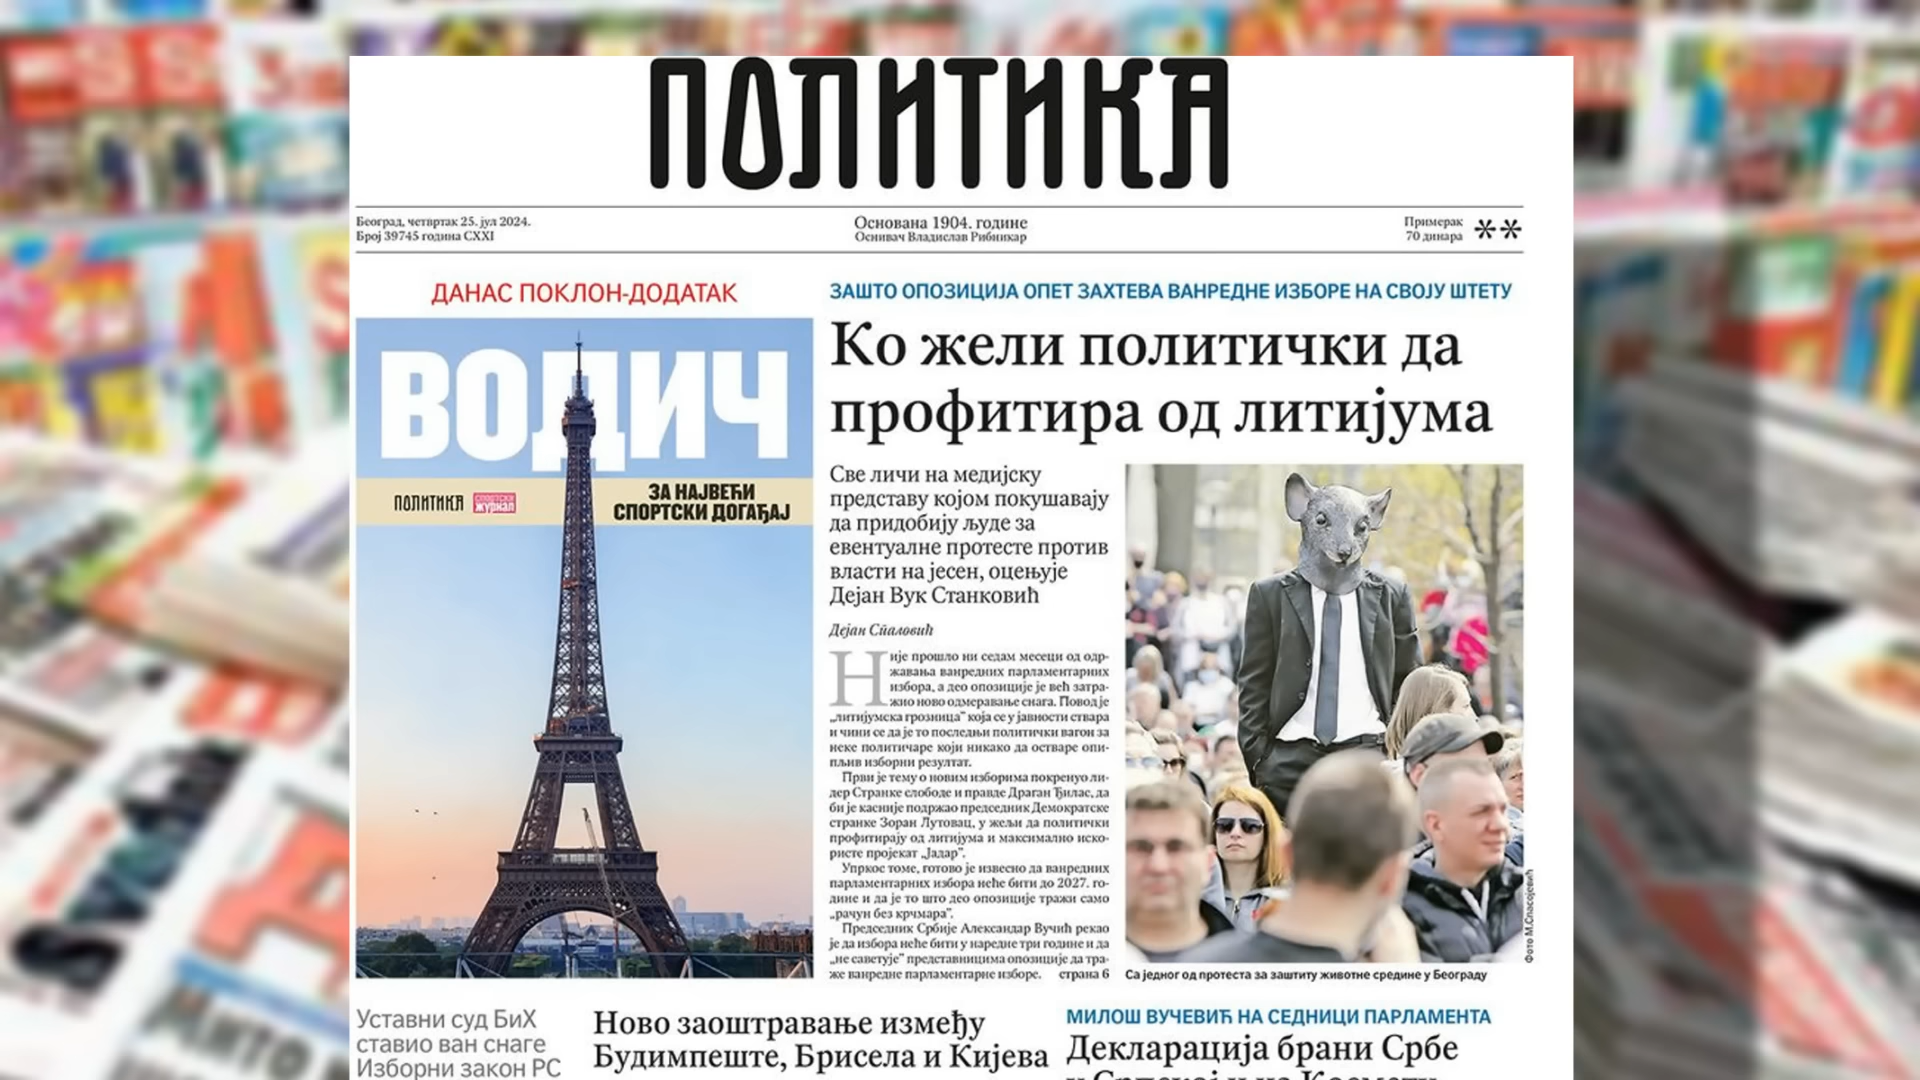 ПОЛИТИКА
Београд, четвртак 25. јул 2024.
Број 39745 година CXXI
Основана 1904. године
Оснивач Владислав Рибникар
Примерак
70 динара
**
ДАНАС ПОКЛОН-ДОДАТАК
ВОДИЧ
ПОЛИТИКА
СПОРТСКИ
журнал
ЗА НАЈВЕЋИ
СПОРТСКИ ДОГАЂАЈ
ЗАШТО ОПОЗИЦИЈА ОПЕТ ЗАХТЕВА ВАНРЕДНЕ ИЗБОРЕ НА СВОЈУ ШТЕТУ
Ко жели политички да
профитира од литијума
Све личи на медијску
представу којом покушавају
да придобију људе за
евентуалне протесте против
власти на јесен, оцењује
Дејан Вук Станковић
Дејан Спаловић
Није прошло ни седам месеци од одр-
жавања ванредних парламентарних
избора, а део опозиције је већ затра-
жио ново одмеравање снага. Повод је
„литијумска грозница” која се у јавности ствара
и чини се да је то последњи политички вагон за
неке политичаре који никако да остваре опи-
пљив изборни резултат.
Први је тему о новим изборима покренуо ли-
дер Странке слободе и правде Драган Ђилас, да
би је касније подржао председник Демократске
странке Зоран Лутовац, у жељи да политички
профитирају од литијума и максимално иско-
ристе пројекат „Јадар”.
Упркос томе, готово је извесно да ванредних
парламентарних избора неће бити до 2027. го-
дине и да је то што део опозиције тражи само
„рачун без крчмара”.
Председник Србије Александар Вучић рекао
је да избора неће бити у наредне три године и да
„не саветује” представницима опозиције да тра-
же ванредне парламентарне изборе. страна 6
Фото М.Спасојевић
Са једног од протеста за заштиту животне средине у Београду
Уставни суд БиХ
ставио ван снаге
Изборни закон РС
Ново заоштравање између
Будимпеште, Брисела и Кијева
МИЛОШ ВУЧЕВИЋ НА СЕДНИЦИ ПАРЛАМЕНТА
Декларација брани Србе
у Српској и на Космету